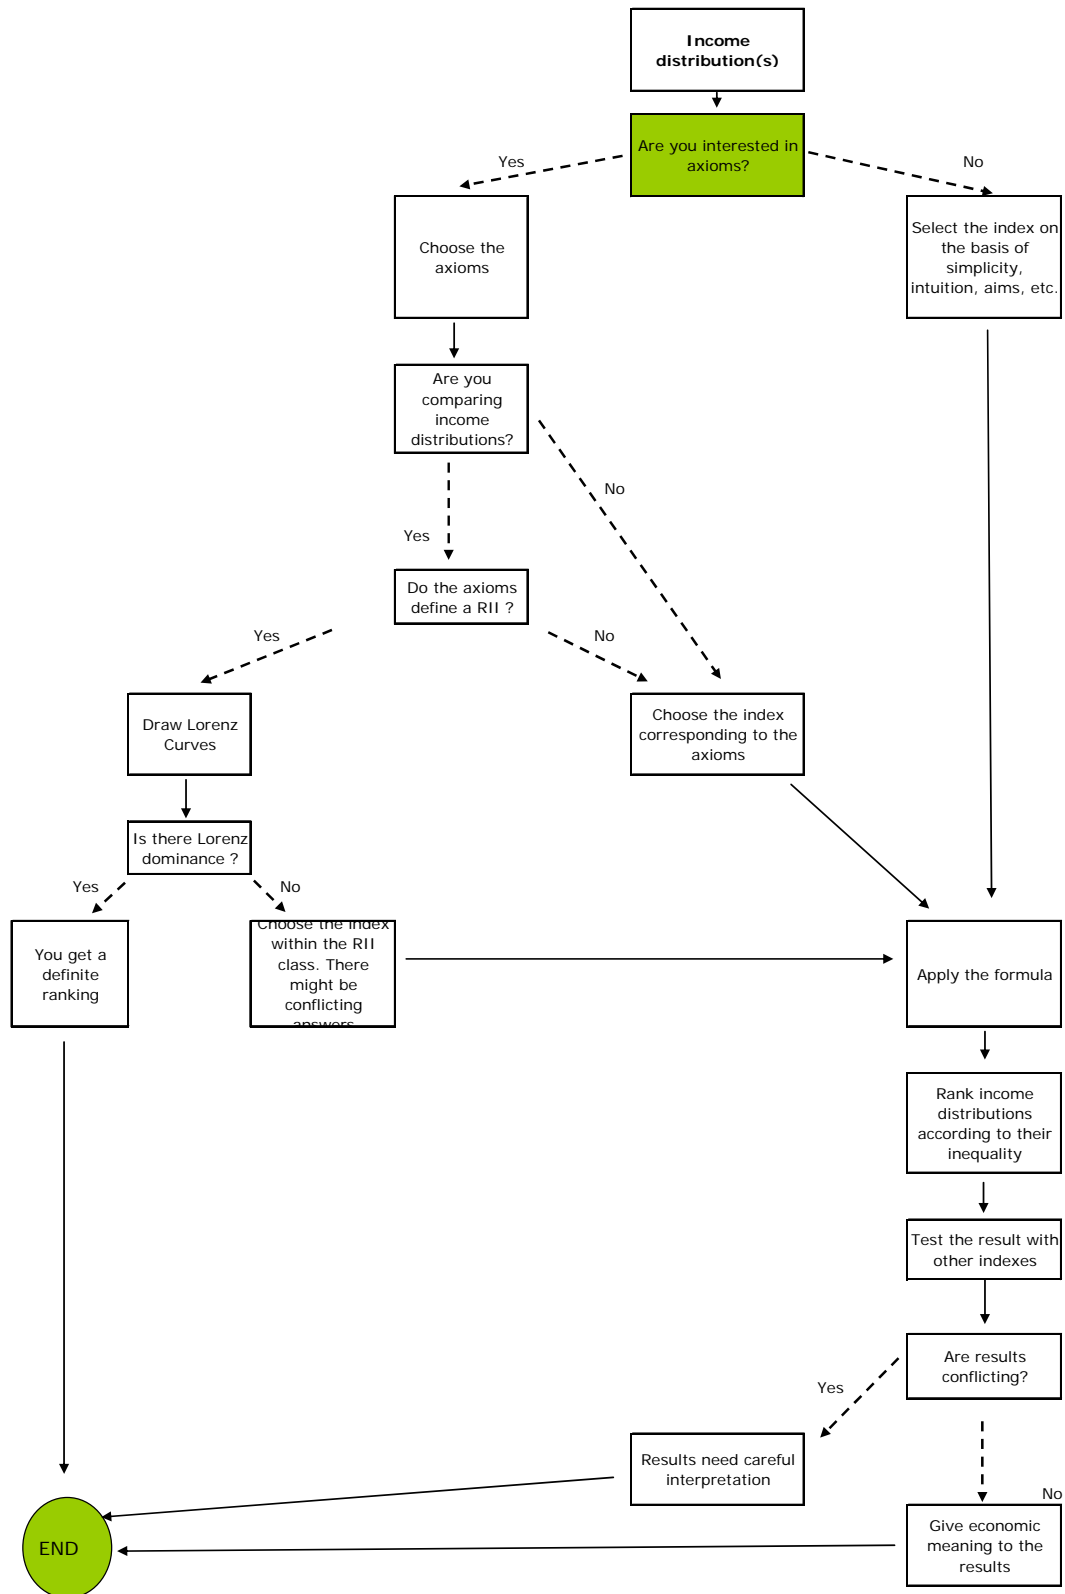 Income
distribution(s)
Are you interested in
axioms?
Yes
No
Choose the
axioms
Select the index on
the basis of
simplicity,
intuition, aims, etc.
Are you
comparing
income
distributions?
No
Yes
Do the axioms
define a RII ?
Yes
No
Draw Lorenz
Curves
Choose the index
corresponding to the
axioms
Is there Lorenz
dominance ?
Yes
No
You get a
definite
ranking
Choose the index
within the RII
class. There
might be
conflicting
answers
Apply the formula
Rank income
distributions
according to their
inequality
Test the result with
other indexes
Are results
conflicting?
Yes
Results need careful
interpretation
No
Give economic
meaning to the
results
END